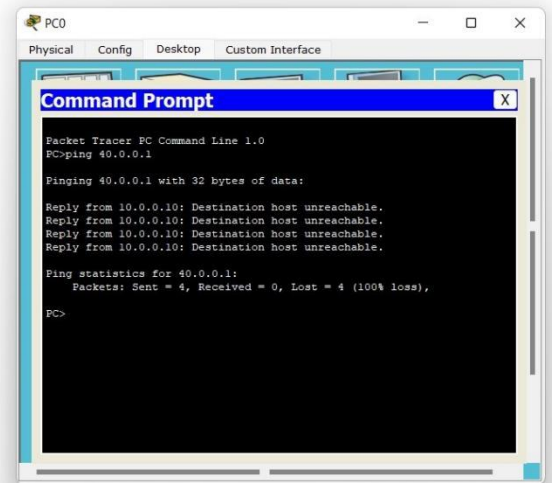 PC0
Physical Config Desktop Custom Interface
Command Prompt X
Packet Tracer PC Command Line 1.0
PC>ping 40.0.0.1
Pinging 40.0.0.1 with 32 bytes of data:
Reply from 10.0.0.10: Destination host unreachable.
Reply from 10.0.0.10: Destination host unreachable.
Reply from 10.0.0.10: Destination host unreachable.
Reply from 10.0.0.10: Destination host unreachable.
Ping statistics for 40.0.0.1:
Packets: Sent = 4, Received = 0, Lost = 4 (100% loss),
PC>